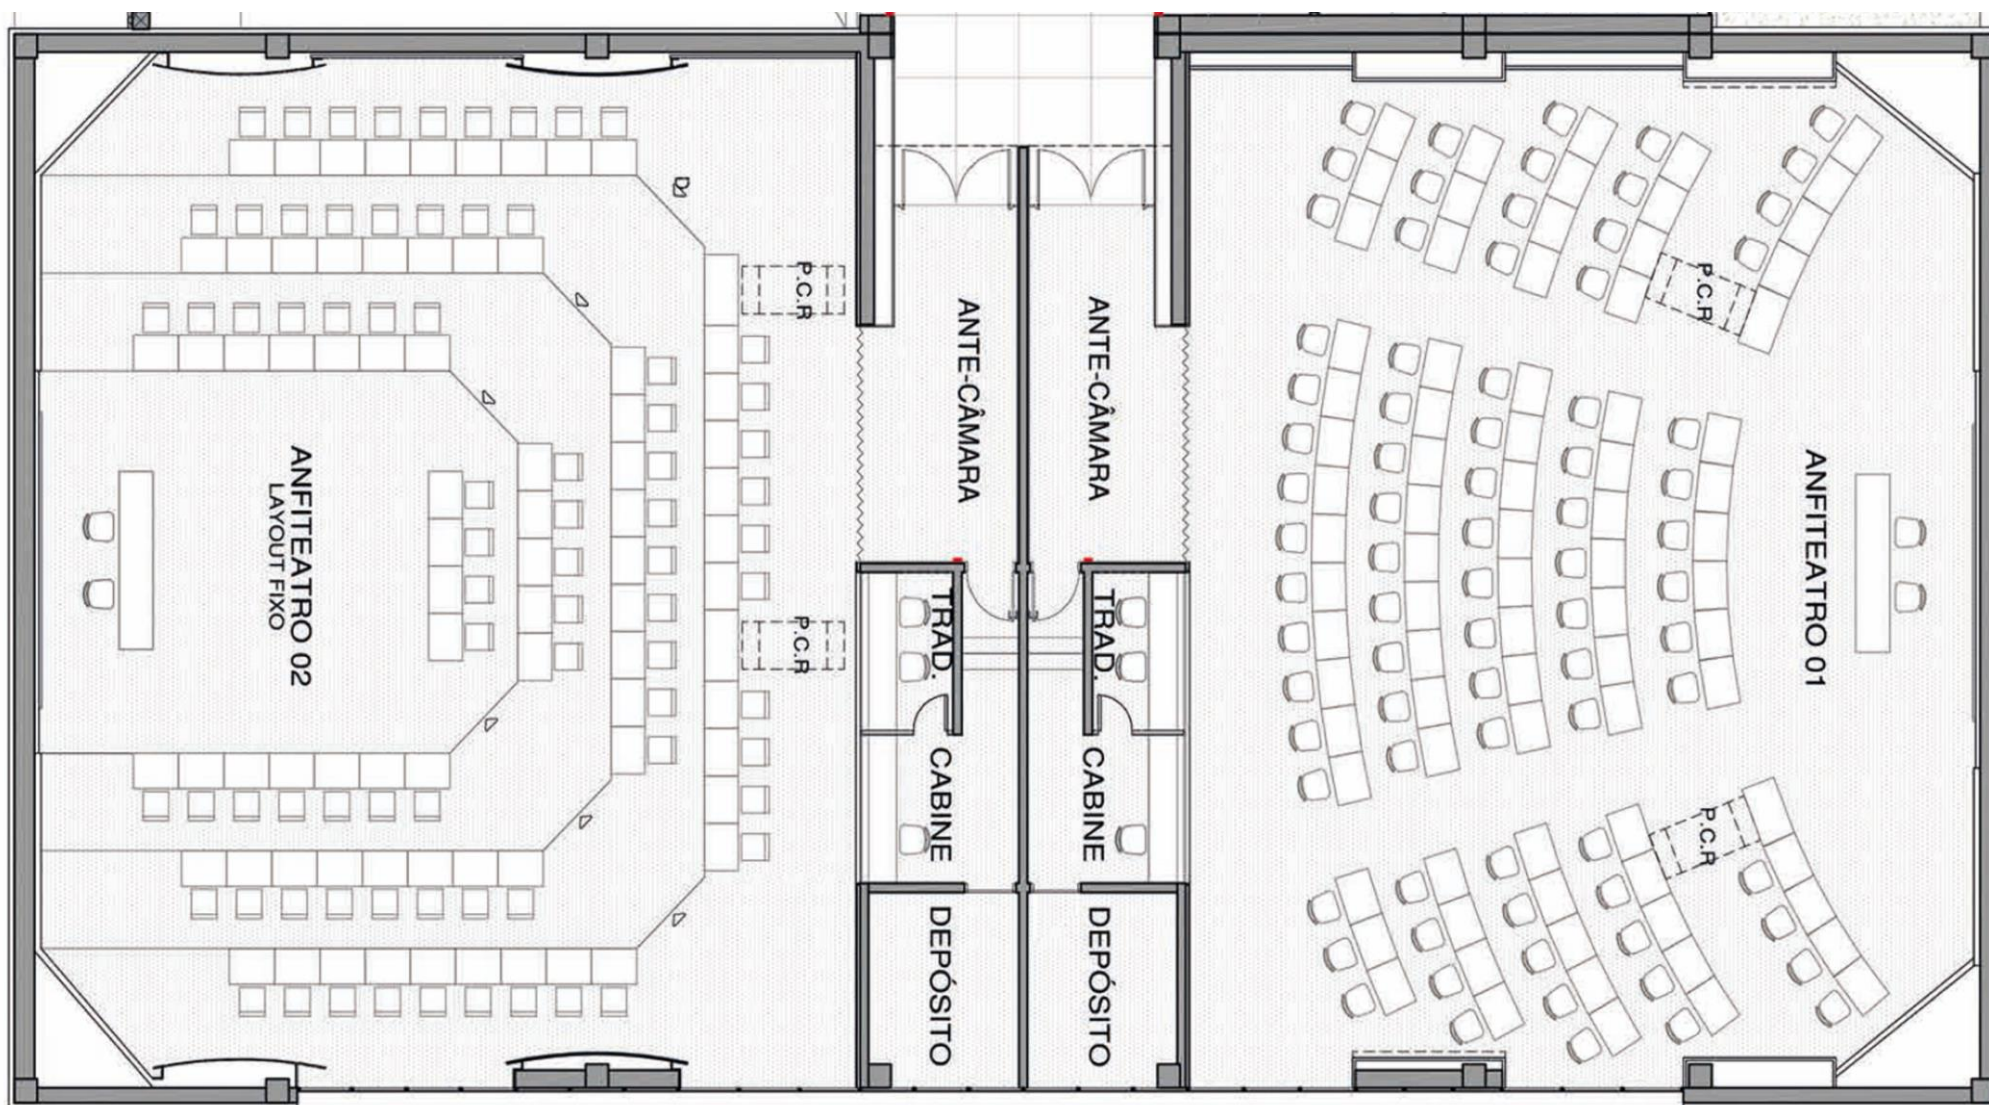 D
P.C.R
P.C.R
ANTE-CÂMARA
ANTE-CÂMARA
P.C.R
ANFITEATRO 02
LAYOUT FIXO
ANFITEATRO 01
P.C.R
TRAD.
TRAD.
CABINE
CABINE
P.C.R
DEPÓSITO
DEPÓSITO